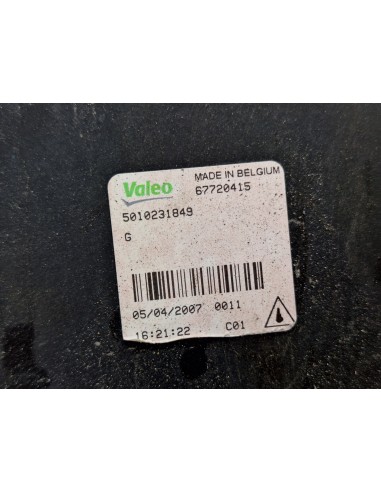 Valeo MADE IN BELGIUM
67720415
5010231849
G
05/04/2007 0011
16:21:22 C01